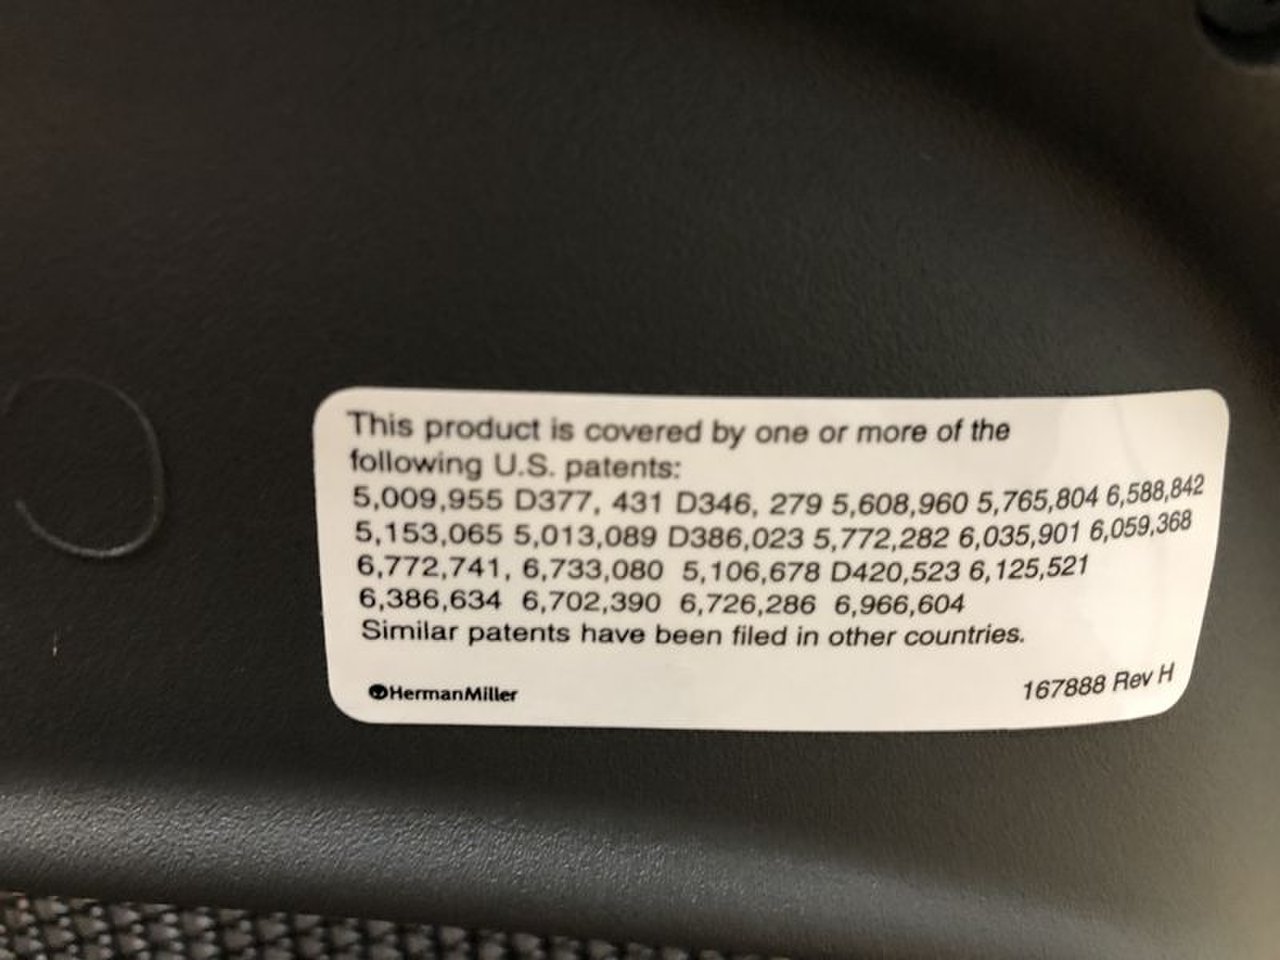 This product is covered by one or more of the
following U.S. patents:
5,009,955 D377, 431 D346, 279 5,608,960 5,765,804 6,588,842
5,153,065 5,013,089 D386,023 5,772,282 6,035,901 6,059,368
6,772,741, 6,733,080 5,106,678 D420,523 6,125,521
6,386,634 6,702,390 6,726,286 6,966,604
Similar patents have been filed in other countries.
HermanMiller
167888 Rev H